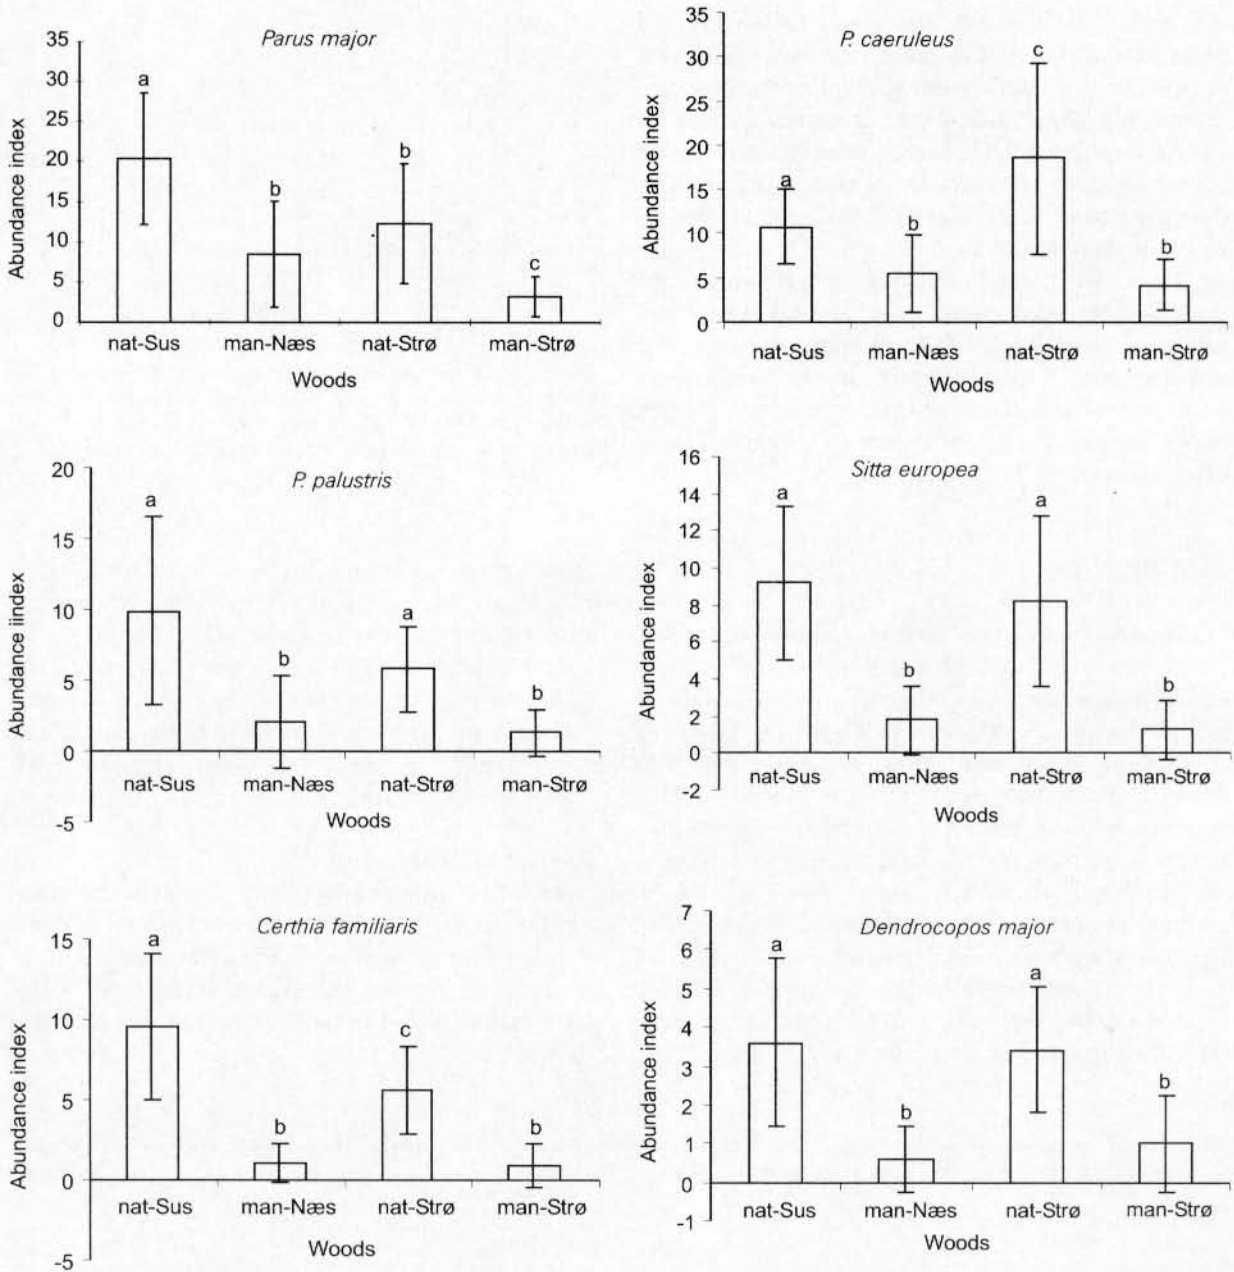 Parus major
Abundance index
35
30
25
20
15
10
5
0
a
b
b
c
nat-Sus man-Næs nat-Strø man-Strø
Woods
P. caeruleus
Abundance index
35
30
25
20
15
10
5
0
a
b
c
b
nat-Sus man-Næs nat-Strø man-Strø
Woods
P. palustris
Abundance iindex
20
15
10
5
0
-5
a
b
a
b
nat-Sus man-Næs nat-Strø man-Strø
Woods
Sitta europea
Abundance index
16
14
12
10
8
6
4
2
0
-2
a
b
a
b
nat-Sus man-Næs nat-Strø man-Strø
Woods
Certhia familiaris
Abundance index
15
10
5
0
-5
a
b
c
b
nat-Sus man-Næs nat-Strø man-Strø
Woods
Dendrocopos major
Abundance index
7
6
5
4
3
2
1
0
-1
a
b
a
b
nat-Sus man-Næs nat-Strø man-Strø
Woods